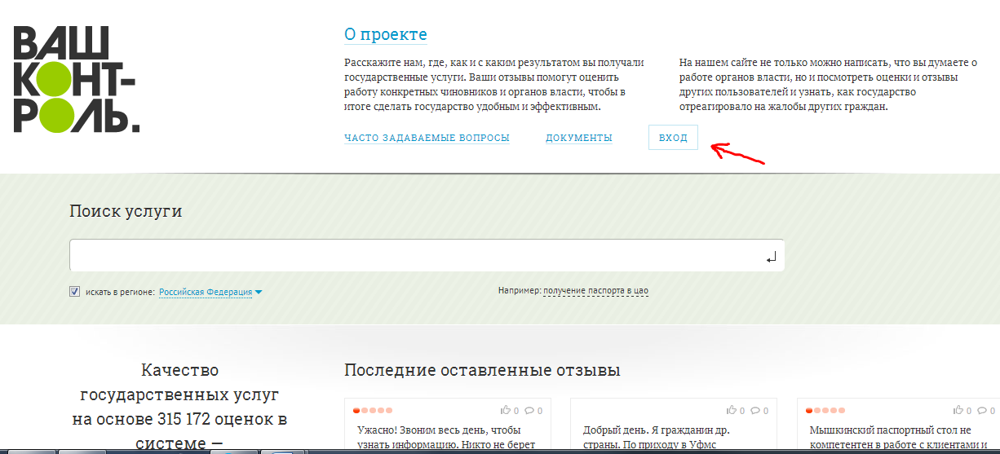 ВАШ
КОНТ-
РОЛЬ.
О проекте
Расскажите нам, где, как и с каким результатом вы получали
государственные услуги. Ваши отзывы помогут оценить
работу конкретных чиновников и органов власти, чтобы в
итоге сделать государство удобным и эффективным.
На нашем сайте не только можно написать, что вы думаете о
работе органов власти, но и посмотреть оценки и отзывы
других пользователей и узнать, как государство
отреагировало на жалобы других граждан.
ЧАСТО ЗАДАВАЕМЫЕ ВОПРОСЫ ДОКУМЕНТЫ ВХОД
Поиск услуги
искать в регионе: Российская Федерация
Например: получение паспорта в цао
Качество
государственных услуг
на основе 315 172 оценок в
системе —
Последние оставленные отзывы
0 0
Ужасно! Звоним весь день, чтобы
узнать информацию. Никто не берет
0 0
Добрый день. Я гражданин др.
страны. По приходу в Уфмс
0 0
Мышкинский паспортный стол не
компетентен в работе с клиентами и